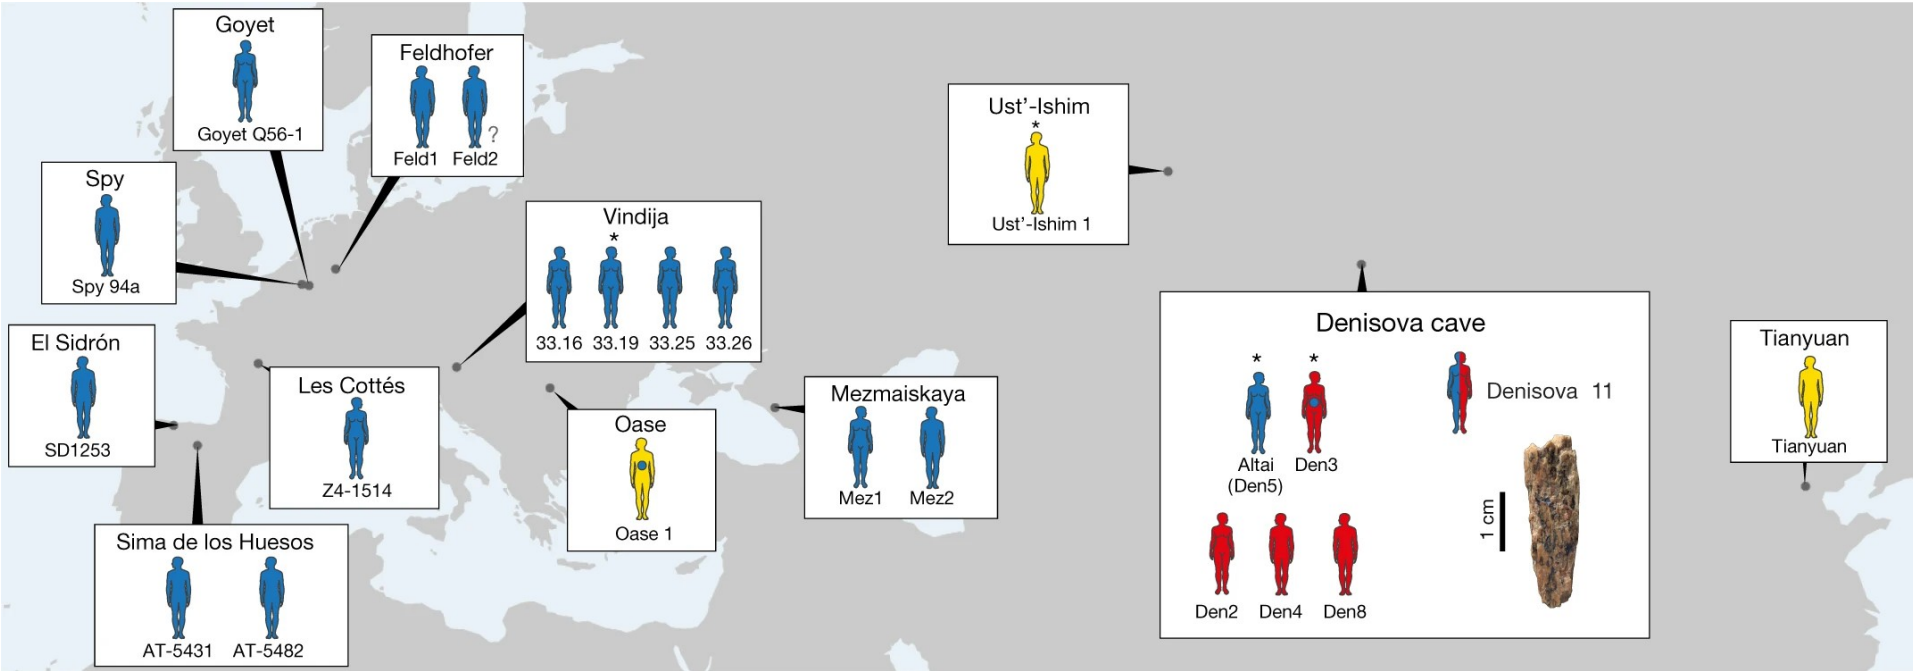 Goyet
Goyet Q56-1
Feldhofer
?
Feld1 Feld2
Spy
Spy 94a
El Sidrón
SD1253
Sima de los Huesos
AT-5431 AT-5482
Les Cottés
Z4-1514
Vindija
*
33.16 33.19 33.25 33.26
Oase
Oase 1
Mezmaiskaya
Mez1 Mez2
Ust'-Ishim
*
Ust'-Ishim 1
Denisova cave
* *
Denisova 11
Altai Den3
(Den5)
1 cm
Den2 Den4 Den8
Tianyuan
Tianyuan